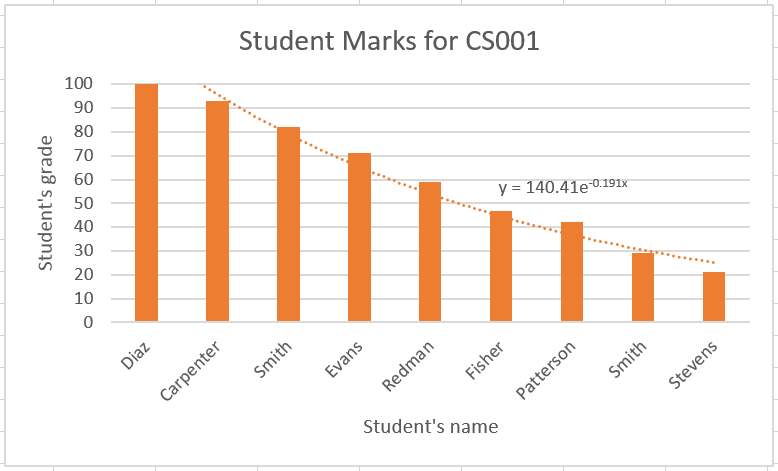 Student Marks for CS001
Student's grade
100
90
80
70
60
50
40
30
20
10
0
y = 140.41e^-0.191x
Diaz
Carpenter
Smith
Evans
Redman
Fisher
Patterson
Smith
Stevens
Student's name